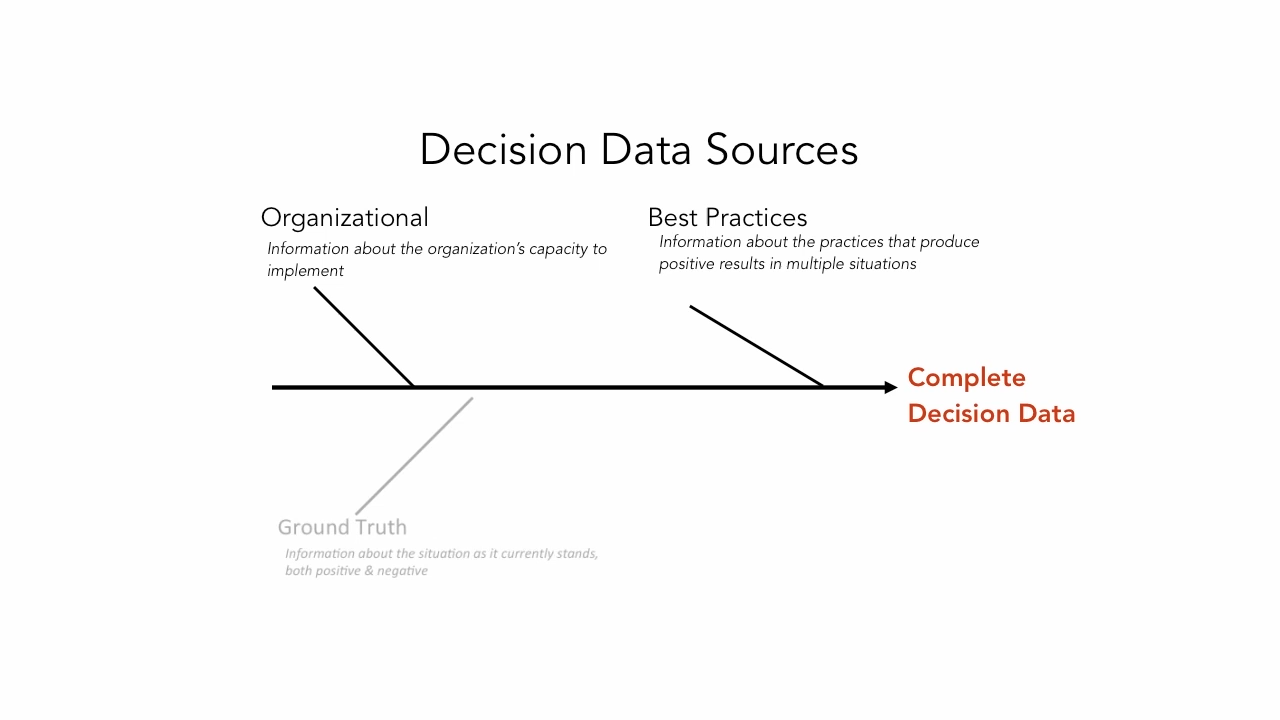 Decision Data Sources
Organizational
Information about the organization’s capacity to
implement
Best Practices
Information about the practices that produce
positive results in multiple situations
Complete
Decision Data
Ground Truth
Information about the situation as it currently stands,
both positive & negative